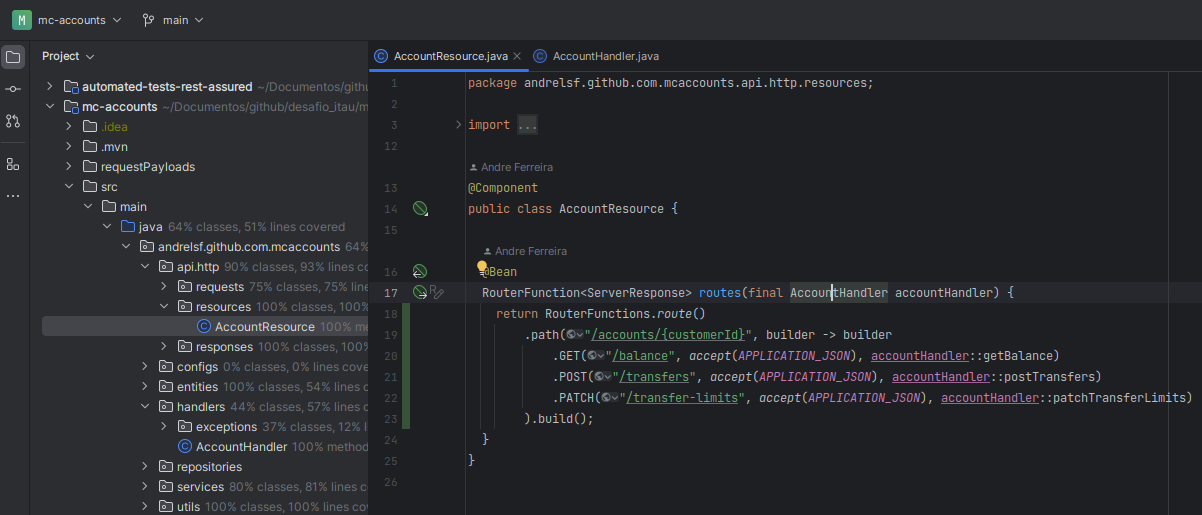 M mc-accounts main
Project
automated-tests-rest-assured ~/Documentos/github
mc-accounts ~/Documentos/github/desafio_itau/m
.idea
.mvn
requestPayloads
src
main
java 64% classes, 51% lines covered
andrelsf.github.com.mcaccounts 64%
api.http 90% classes, 93% lines co
requests 75% classes, 75% line
resources 100% classes, 100%
AccountResource 100% me
responses 100% classes, 100%
configs 0% classes, 0% lines cove
entities 100% classes, 54% lines
handlers 44% classes, 57% lines c
exceptions 37% classes, 12% l
AccountHandler 100% method
repositories
services 80% classes, 81% lines co
utils 100% classes, 100% lines cov
AccountResource.java AccountHandler.java
1 package andrelsf.github.com.mcaccounts.api.http.resources;
2
3 import ...
12
Andre Ferreira
13 @Component
14 public class AccountResource {
15
Andre Ferreira
16 @Bean
17 RouterFunction<ServerResponse> routes(final AccountHandler accountHandler) {
18 return RouterFunctions.route()
19 .path("/accounts/{customerId}", builder -> builder
20 .GET("/balance", accept(APPLICATION_JSON), accountHandler::getBalance)
21 .POST("/transfers", accept(APPLICATION_JSON), accountHandler::postTransfers)
22 .PATCH("/transfer-limits", accept(APPLICATION_JSON), accountHandler::patchTransferLimits)
23 ).build();
24 }
25 }
26